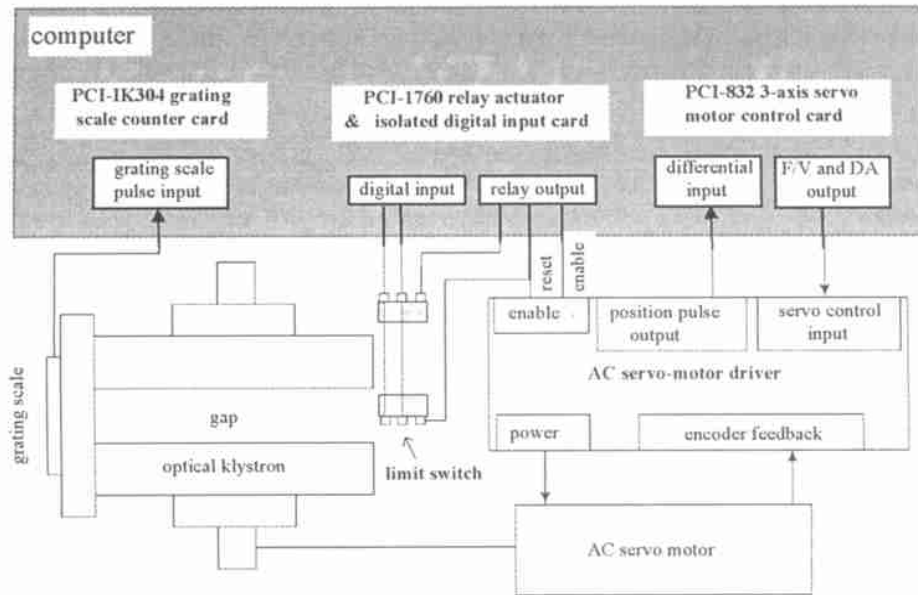 computer
PCI-IK304 grating
scale counter card
PCI-1760 relay actuator
& isolated digital input card
PCI-832 3-axis servo
motor control card
grating scale
pulse input
digital input
relay output
differential
input
F/V and DA
output
reset
enable
enable
position pulse
output
servo control
input
AC servo-motor driver
grating scale
gap
optical klystron
limit switch
power
encoder feedback
AC servo motor